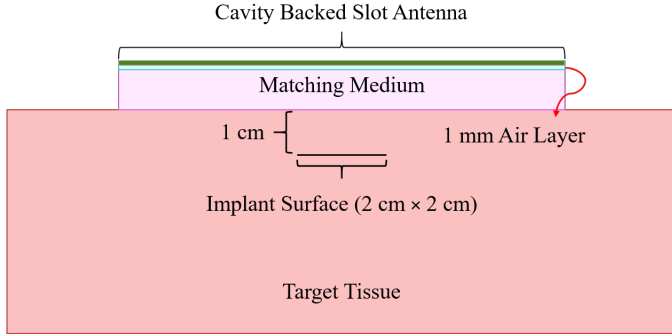 Cavity Backed Slot Antenna
Matching Medium
1 cm
1 mm Air Layer
Implant Surface (2 cm × 2 cm)
Target Tissue